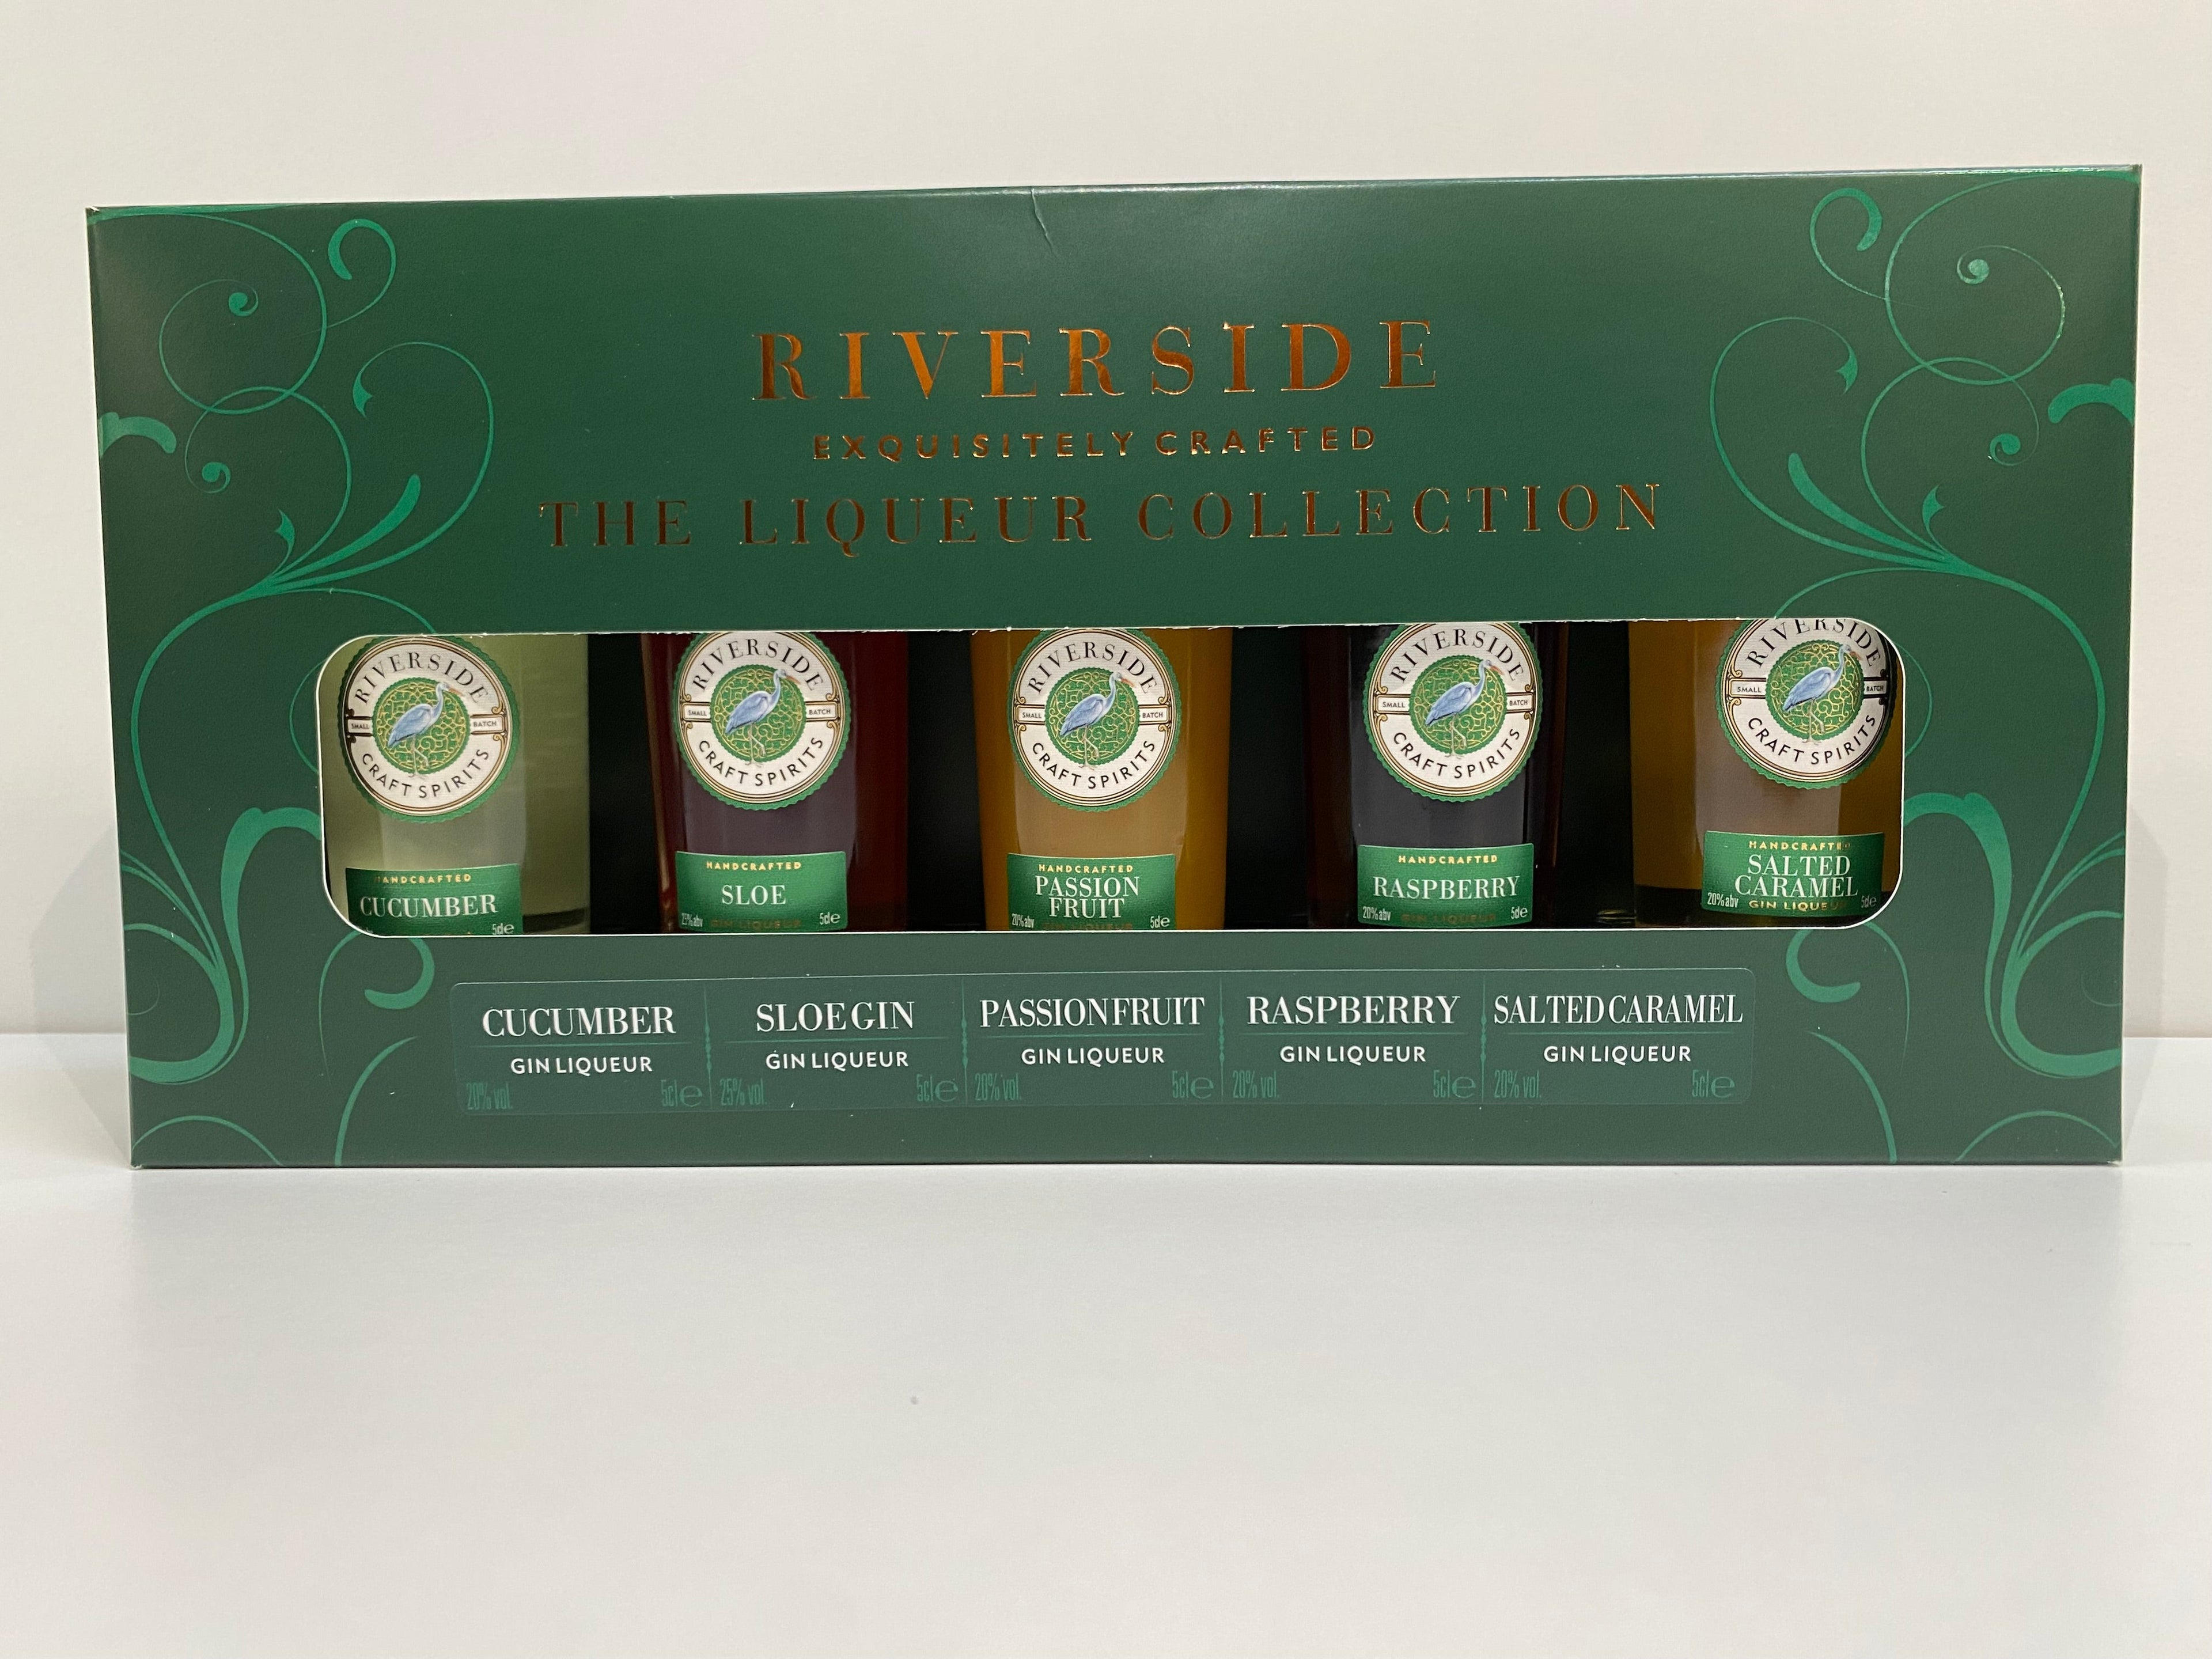 RIVERSIDE
EXQUISITELY CRAFTED
THE LIQUEUR COLLECTION
RIVERSIDE
SMALL BATCH
CRAFT SPIRITS
HANDCRAFTED
CUCUMBER
5cl e
RIVERSIDE
SMALL BATCH
CRAFT SPIRITS
HANDCRAFTED
SLOE
25% abv GIN LIQUEUR 5cl e
RIVERSIDE
SMALL BATCH
CRAFT SPIRITS
HANDCRAFTED
PASSION
FRUIT
20% abv GIN LIQUEUR 5cl e
RIVERSIDE
SMALL BATCH
CRAFT SPIRITS
HANDCRAFTED
RASPBERRY
20% abv GIN LIQUEUR 5cl e
RIVERSIDE
SMALL BATCH
CRAFT SPIRITS
HANDCRAFTED
SALTED
CARAMEL
20% abv GIN LIQUEUR 5cl e
CUCUMBER
GIN LIQUEUR
20% vol. 5cl e
SLOE GIN
GIN LIQUEUR
25% vol. 5cl e
PASSIONFRUIT
GIN LIQUEUR
20% vol. 5cl e
RASPBERRY
GIN LIQUEUR
20% vol. 5cl e
SALTED CARAMEL
GIN LIQUEUR
20% vol. 5cl e